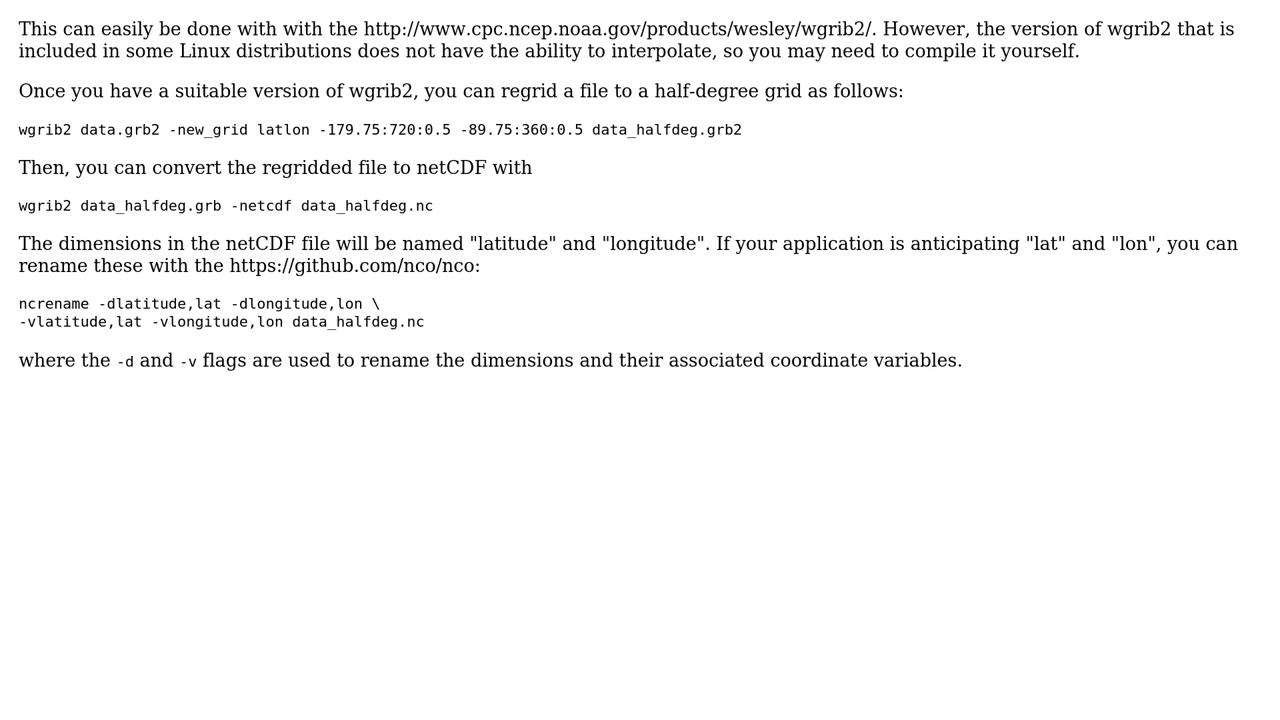 This can easily be done with with the http://www.cpc.ncep.noaa.gov/products/wesley/wgrib2/. However, the version of wgrib2 that is
included in some Linux distributions does not have the ability to interpolate, so you may need to compile it yourself.
Once you have a suitable version of wgrib2, you can regrid a file to a half-degree grid as follows:
wgrib2 data.grb2 -new_grid latlon -179.75:720:0.5 -89.75:360:0.5 data_halfdeg.grb2
Then, you can convert the regridded file to netCDF with
wgrib2 data_halfdeg.grb -netcdf data_halfdeg.nc
The dimensions in the netCDF file will be named "latitude" and "longitude". If your application is anticipating "lat" and "lon", you can
rename these with the https://github.com/nco/nco:
ncrename -dlatitude,lat -dlongitude,lon \
-vlatitude,lat -vlongitude,lon data_halfdeg.nc
where the -d and -v flags are used to rename the dimensions and their associated coordinate variables.